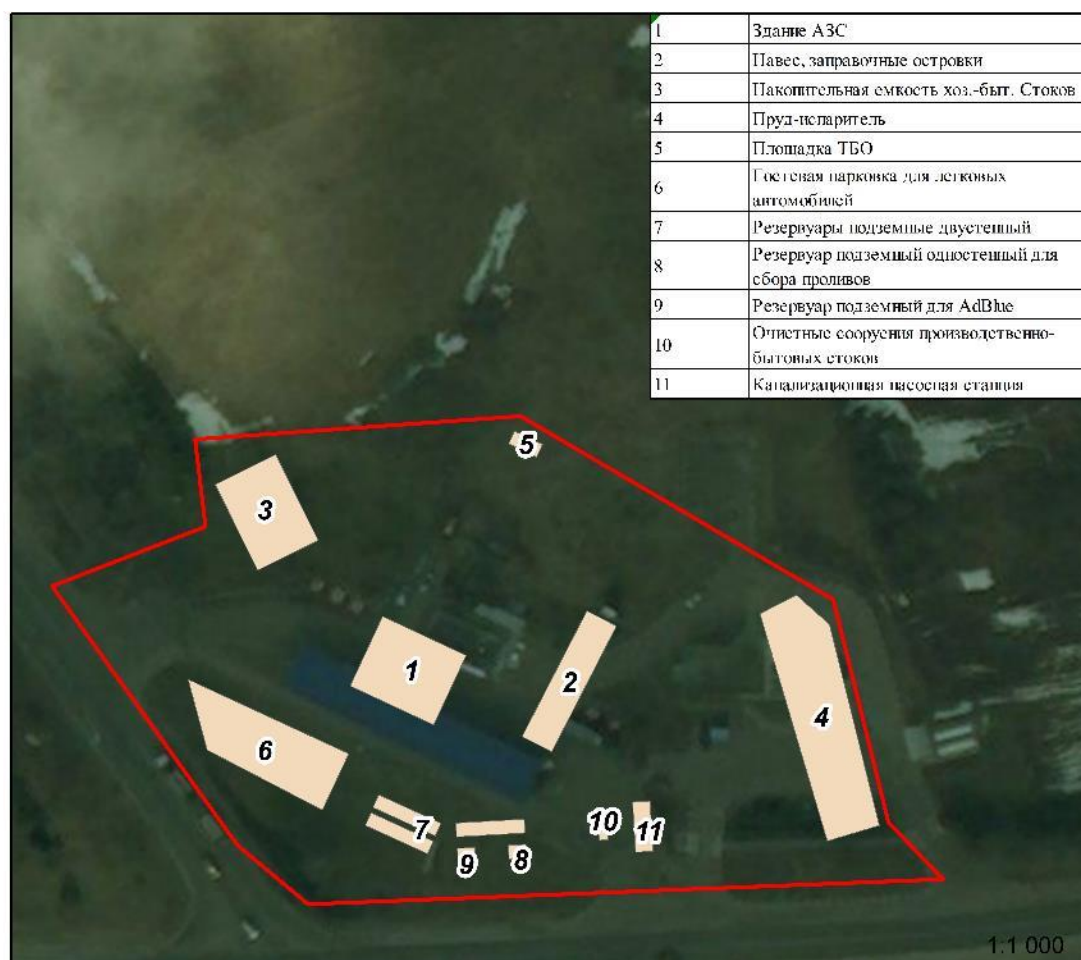 1 Здание АЗС
2 Навес, заправочные островки
3 Накопительная емкость хоз.-быт. Стоков
4 Пруд-испаритель
5 Площадка ТБО
6 Гостевая парковка для легковых
автомобилей
7 Резервуары подземные двустенный
8 Резервуар подземный одностенный для
сбора проливов
9 Резервуар подземный для AdBlue
10 Очистные сооруения производственно-
бытовых стоков
11 Канализационная насосная станция
5
3
1
2
4
6
7
10
11
9
8
1:1 000